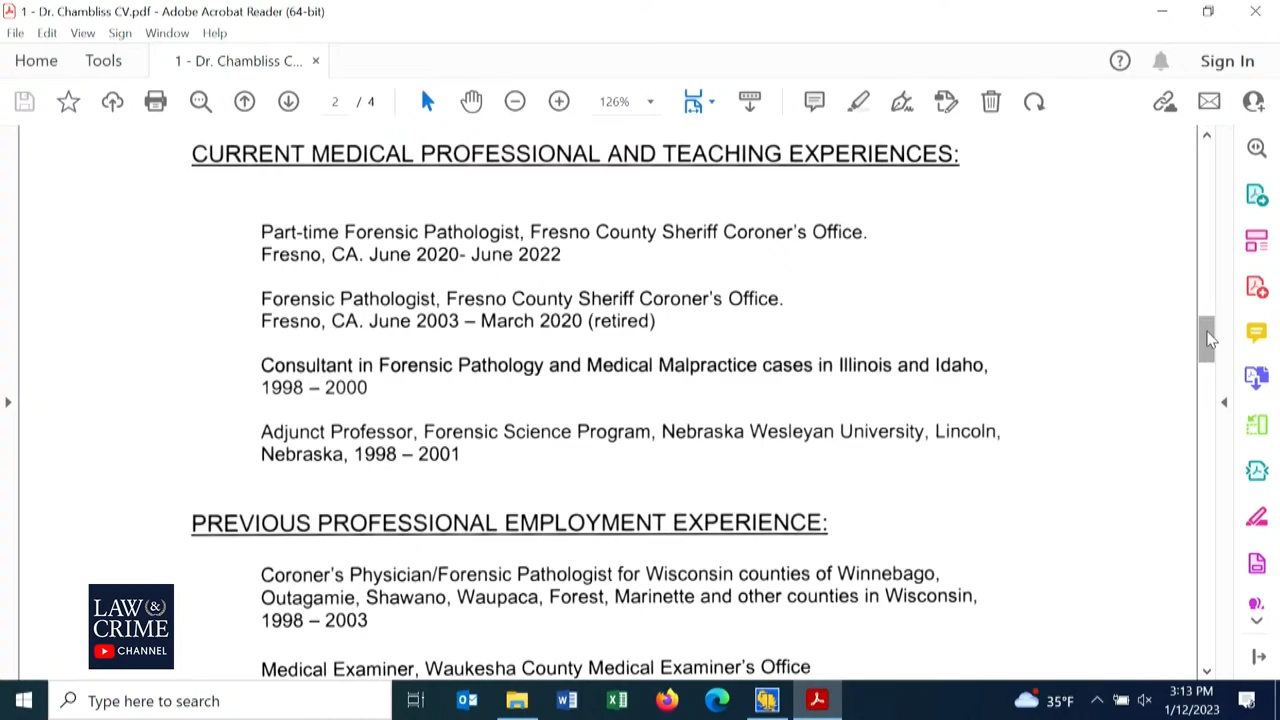 1 - Dr. Chambliss CV.pdf - Adobe Acrobat Reader (64-bit)
File Edit View Sign Window Help
Home Tools 1 - Dr. Chambliss C... × Sign In
2 / 4 126%
CURRENT MEDICAL PROFESSIONAL AND TEACHING EXPERIENCES:
Part-time Forensic Pathologist, Fresno County Sheriff Coroner's Office.
Fresno, CA. June 2020- June 2022
Forensic Pathologist, Fresno County Sheriff Coroner's Office.
Fresno, CA. June 2003 – March 2020 (retired)
Consultant in Forensic Pathology and Medical Malpractice cases in Illinois and Idaho,
1998 – 2000
Adjunct Professor, Forensic Science Program, Nebraska Wesleyan University, Lincoln,
Nebraska, 1998 – 2001
PREVIOUS PROFESSIONAL EMPLOYMENT EXPERIENCE:
Coroner's Physician/Forensic Pathologist for Wisconsin counties of Winnebago,
Outagamie, Shawano, Waupaca, Forest, Marinette and other counties in Wisconsin,
1998 – 2003
Medical Examiner, Waukesha County Medical Examiner's Office
LAW &
CRIME
CHANNEL
Type here to search
35°F
3:13 PM
1/12/2023